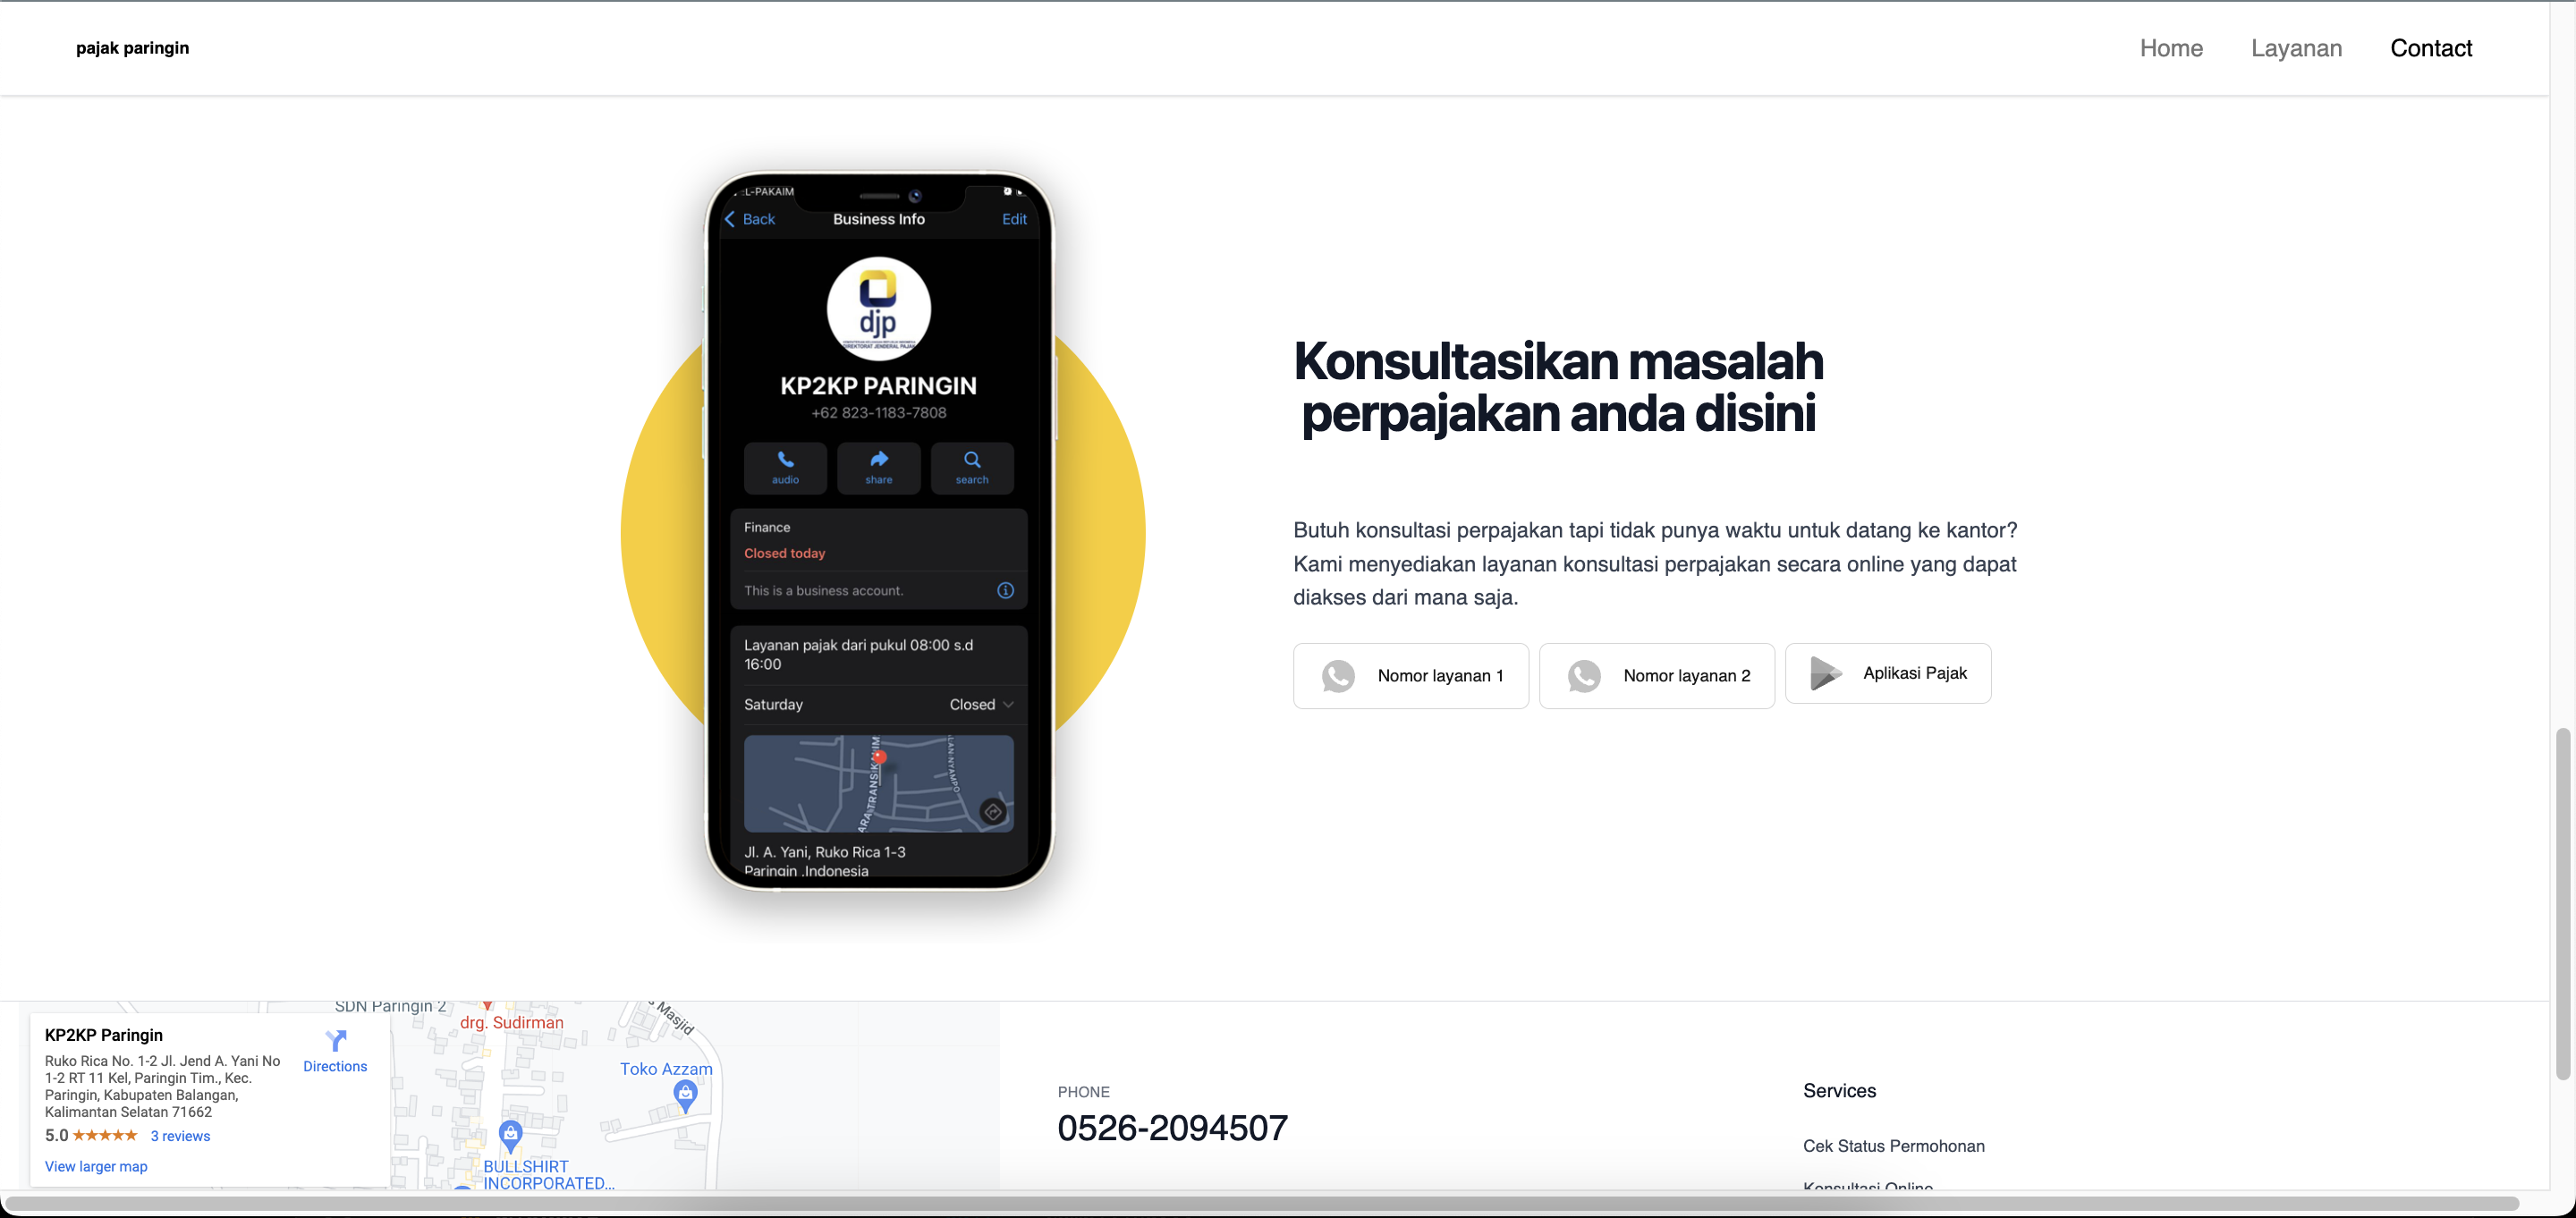 pajak paringin
Home
Layanan
Contact
Back
Business Info
Edit
djp
DIREKTORAT JENDERAL PAJAK
KP2KP PARINGIN
+62 823-1183-7808
audio
share
search
Finance
Closed today
This is a business account.
Layanan pajak dari pukul 08:00 s.d
16:00
Saturday
Closed
Jl. A. Yani, Ruko Rica 1-3
Paringin ,Indonesia
Konsultasikan masalah
perpajakan anda disini
Butuh konsultasi perpajakan tapi tidak punya waktu untuk datang ke kantor?
Kami menyediakan layanan konsultasi perpajakan secara online yang dapat
diakses dari mana saja.
Nomor layanan 1
Nomor layanan 2
Aplikasi Pajak
KP2KP Paringin
Ruko Rica No. 1-2 Jl. Jend A. Yani No
1-2 RT 11 Kel, Paringin Tim., Kec.
Paringin, Kabupaten Balangan,
Kalimantan Selatan 71662
5.0
3 reviews
View larger map
Directions
SDN Paringin 2
drg. Sudirman
Masjid
Toko Azzam
BULLSHIRT
INCORPORATED...
PHONE
0526-2094507
Services
Cek Status Permohonan
Konsultasi Online